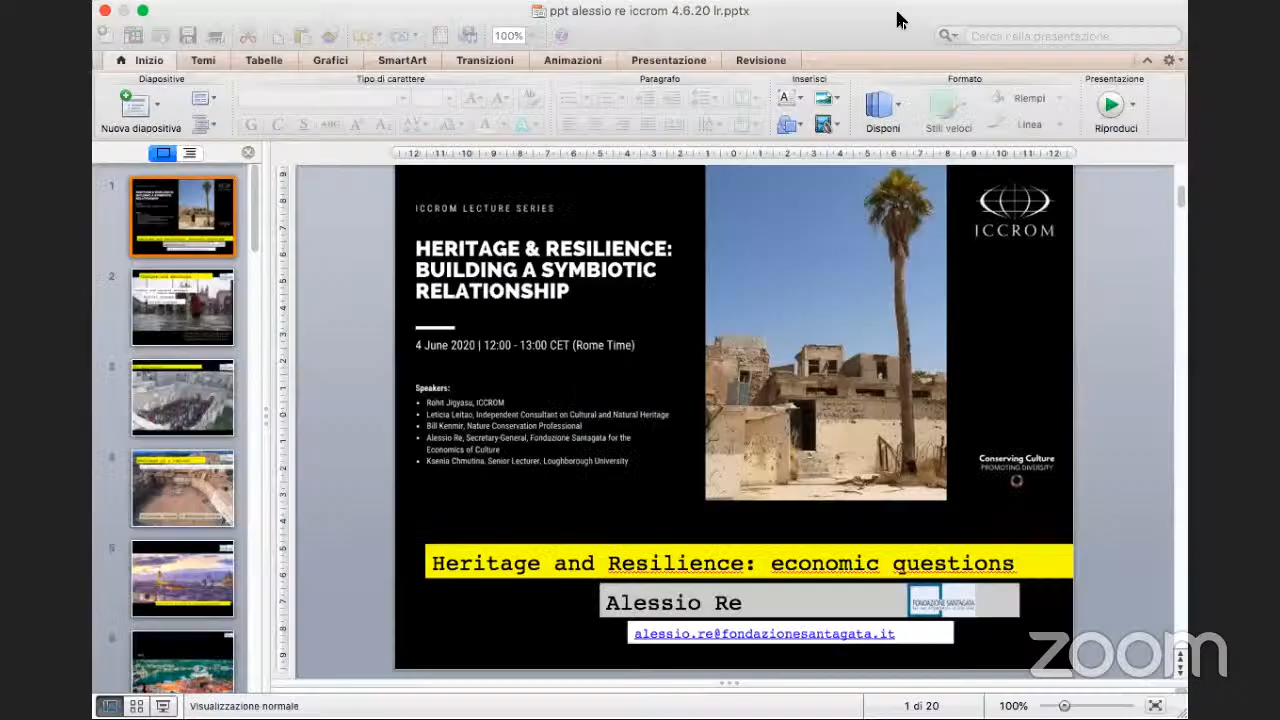 ppt alessio re iccrom 4.6.20 lr.pptx
100%
Cerca nella presentazione
Inizio
Temi
Tabelle
Grafici
SmartArt
Transizioni
Animazioni
Presentazione
Revisione
Diapositive
Tipo di carattere
Paragrafo
Inserisci
Formato
Presentazione
Nuova diapositiva
Disponi
Stili veloci
Riempi
Linea
Riproduci
ICCROM LECTURE SERIES
HERITAGE & RESILIENCE:
BUILDING A SYMBIOTIC
RELATIONSHIP
4 June 2020 | 12:00 - 13:00 CET (Rome Time)
Speakers:
• Rohit Jigyasu, ICCROM
• Leticia Leitao, Independent Consultant on Cultural and Natural Heritage
• Bill Kenmir, Nature Conservation Professional
• Alessio Re, Secretary-General, Fondazione Santagata for the
Economics of Culture
• Ksenia Chmutina, Senior Lecturer, Loughborough University
ICCROM
Conserving Culture
PROMOTING DIVERSITY
Heritage and Resilience: economic questions
Alessio Re
FONDAZIONE SANTAGATA
alessio.re@fondazionesantagata.it
zoom
Visualizzazione normale
1 di 20
100%